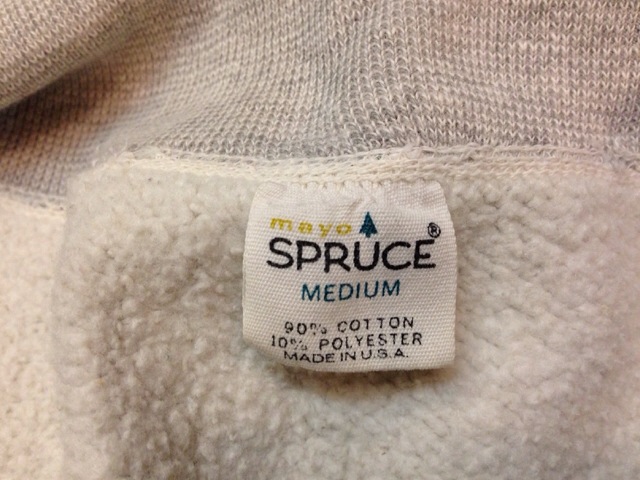 mayo
SPRUCE®
MEDIUM
90% COTTON
10% POLYESTER
MADE IN U.S.A.